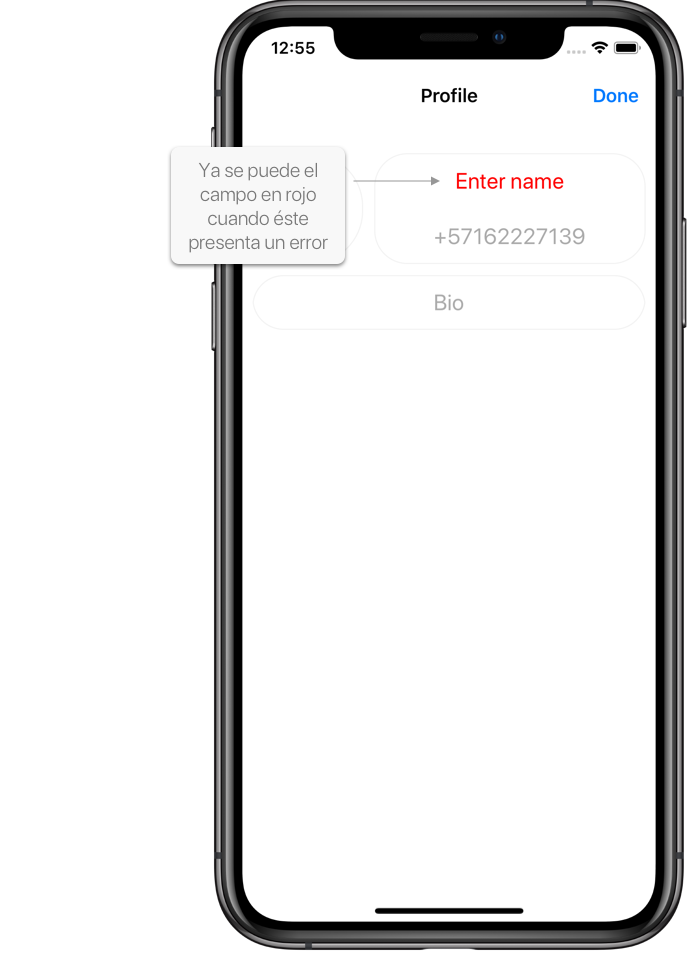 12:55
Profile
Done
Ya se puede el
campo en rojo
cuando éste
presenta un error
Enter name
+57162227139
Bio